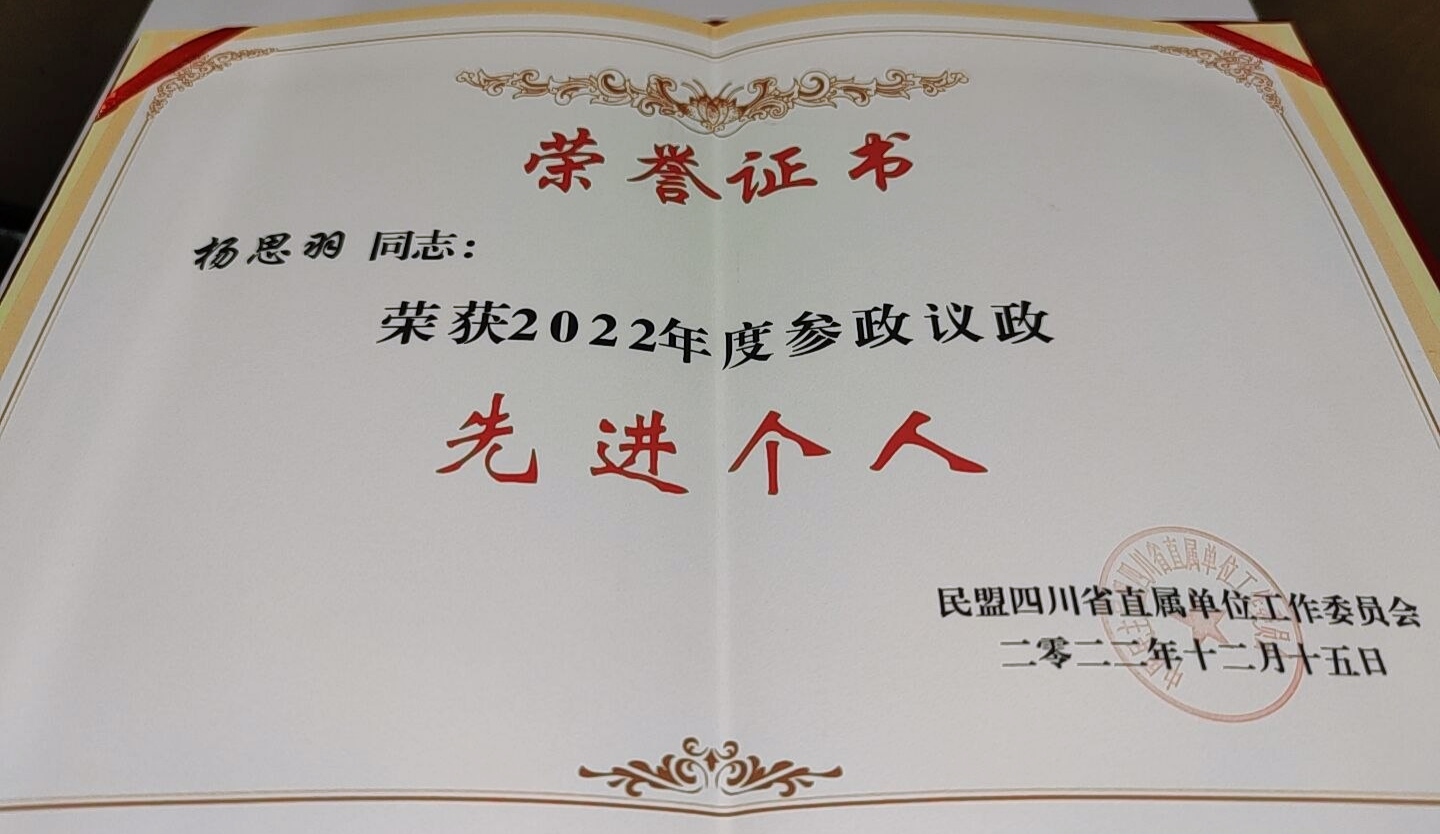 荣誉证书
杨思羽 同志：
荣获2022年度参政议政
先进个人
民盟四川省直属单位工作委员会
二零二二年十二月十五日